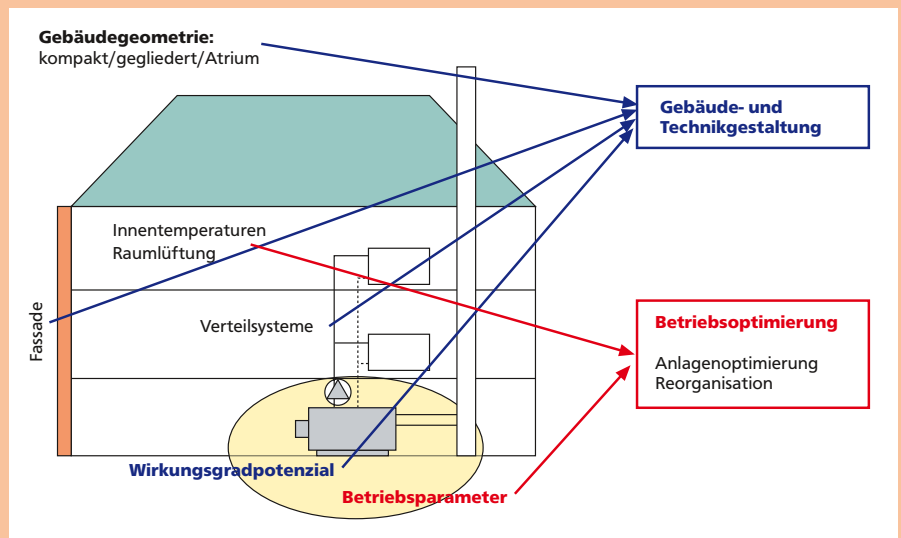 Gebäudegeometrie:
kompakt/gegliedert/Atrium
Gebäude- und
Technikgestaltung
Innentemperaturen
Raumlüftung
Fassade
Verteilsysteme
Betriebsoptimierung
Anlagenoptimierung
Reorganisation
Wirkungsgradpotenzial
Betriebsparameter